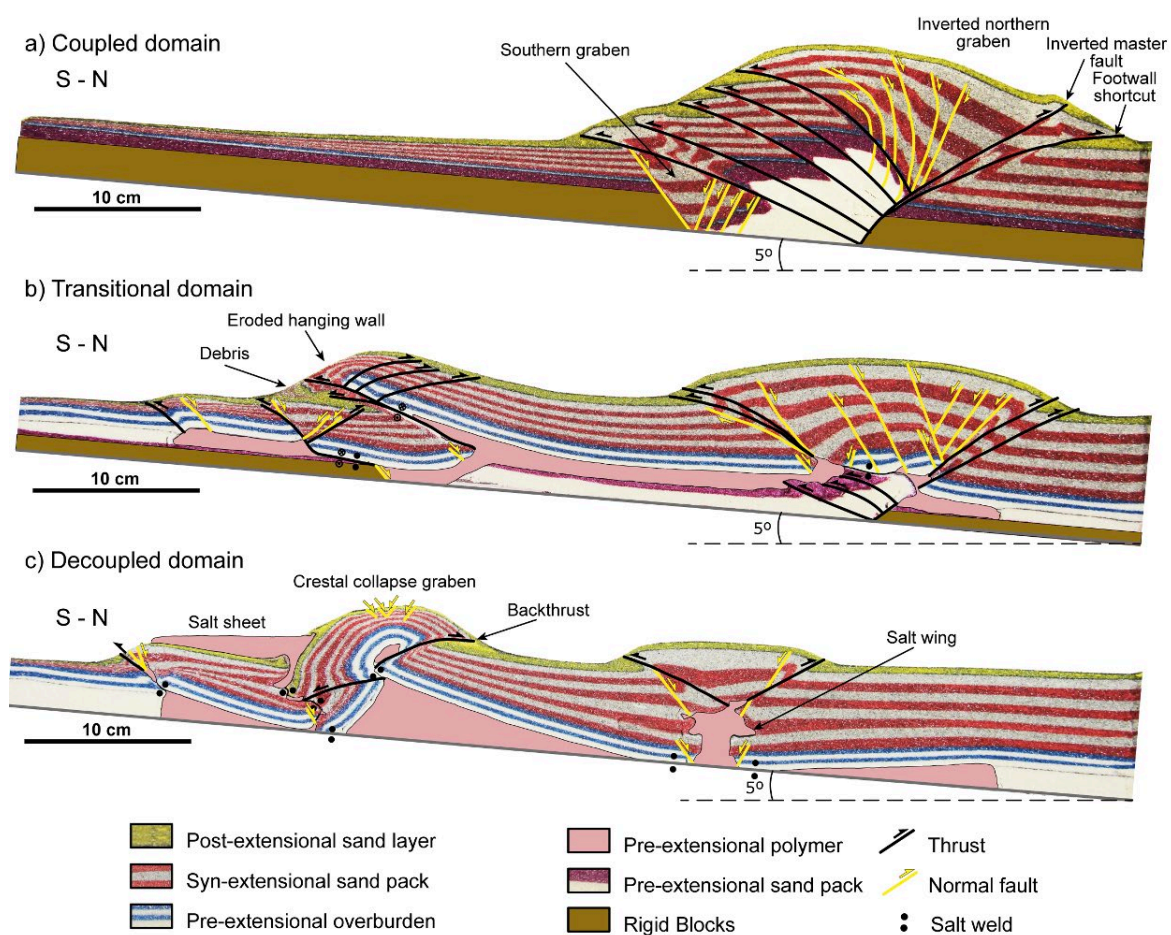 a) Coupled domain
S - N
Southern graben
Inverted northern
graben
Inverted master
fault
Footwall
shortcut
10 cm
5°
b) Transitional domain
S - N
Eroded hanging wall
Debris
10 cm
5°
c) Decoupled domain
S - N
Salt sheet
Crestal collapse graben
Backthrust
Salt wing
10 cm
5°
Post-extensional sand layer
Syn-extensional sand pack
Pre-extensional overburden
Pre-extensional polymer
Pre-extensional sand pack
Rigid Blocks
Thrust
Normal fault
Salt weld